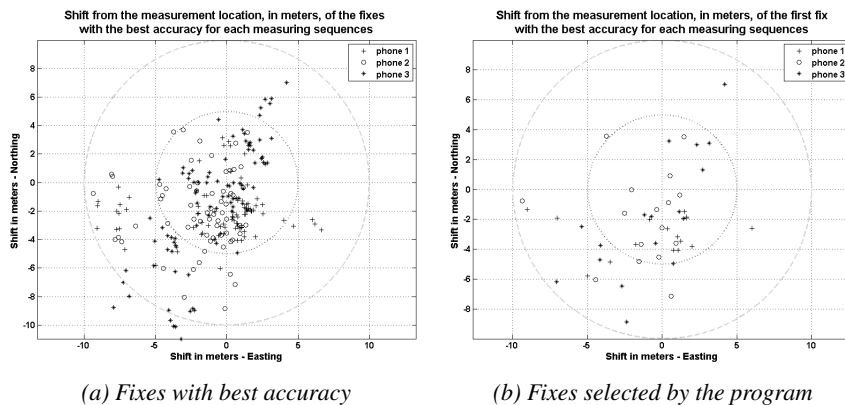 Shift from the measurement location, in meters, of the fixes
with the best accuracy for each measuring sequences
+ phone 1
o phone 2
* phone 3
8
6
4
2
0
-2
-4
-6
-8
-10
Shift in meters - Northing
-10
-5
0
5
10
Shift in meters - Easting
(a) Fixes with best accuracy
Shift from the measurement location, in meters, of the first fix
with the best accuracy for each measuring sequences
+ phone 1
o phone 2
* phone 3
8
6
4
2
0
-2
-4
-6
-8
Shift in meters - Northing
-10
-5
0
5
10
Shift in meters - Easting
(b) Fixes selected by the program